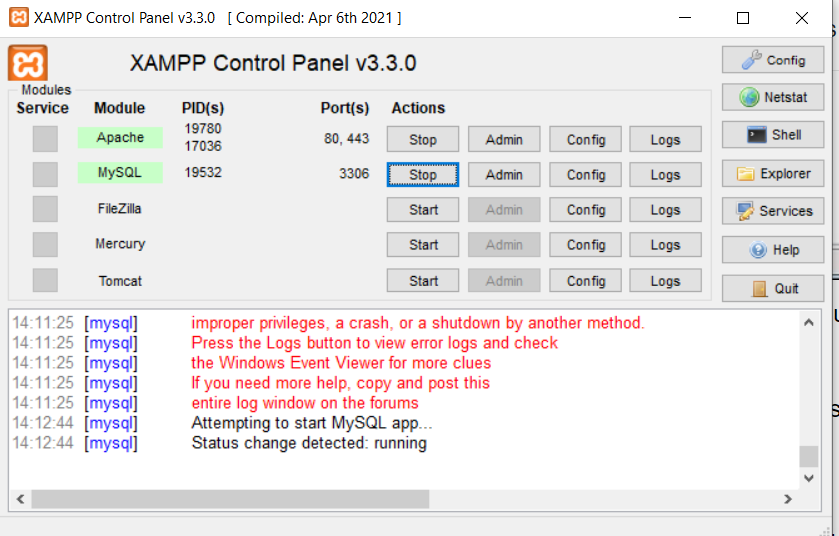 XAMPP Control Panel v3.3.0 [ Compiled: Apr 6th 2021 ]
XAMPP Control Panel v3.3.0
Config
Modules
Service Module PID(s) Port(s) Actions
Netstat
Apache 19780 17036 80, 443 Stop Admin Config Logs
Shell
MySQL 19532 3306 Stop Admin Config Logs
Explorer
FileZilla Start Admin Config Logs
Services
Mercury Start Admin Config Logs
Help
Tomcat Start Admin Config Logs
Quit
14:11:25 [mysql] improper privileges, a crash, or a shutdown by another method.
14:11:25 [mysql] Press the Logs button to view error logs and check
14:11:25 [mysql] the Windows Event Viewer for more clues
14:11:25 [mysql] If you need more help, copy and post this
14:11:25 [mysql] entire log window on the forums
14:12:44 [mysql] Attempting to start MySQL app...
14:12:44 [mysql] Status change detected: running